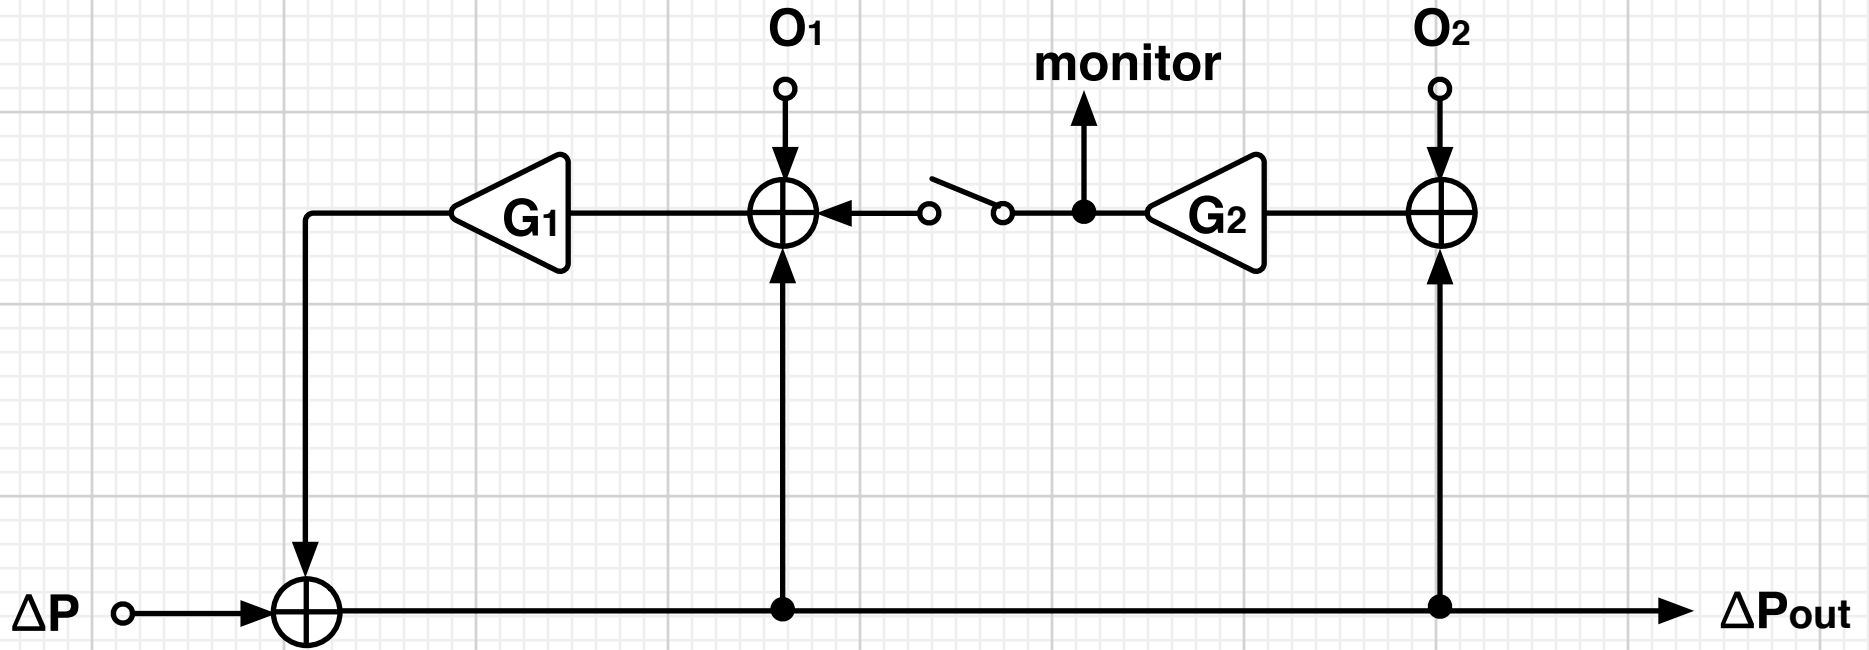 O1
O2
monitor
G1
G2
ΔP
ΔPout